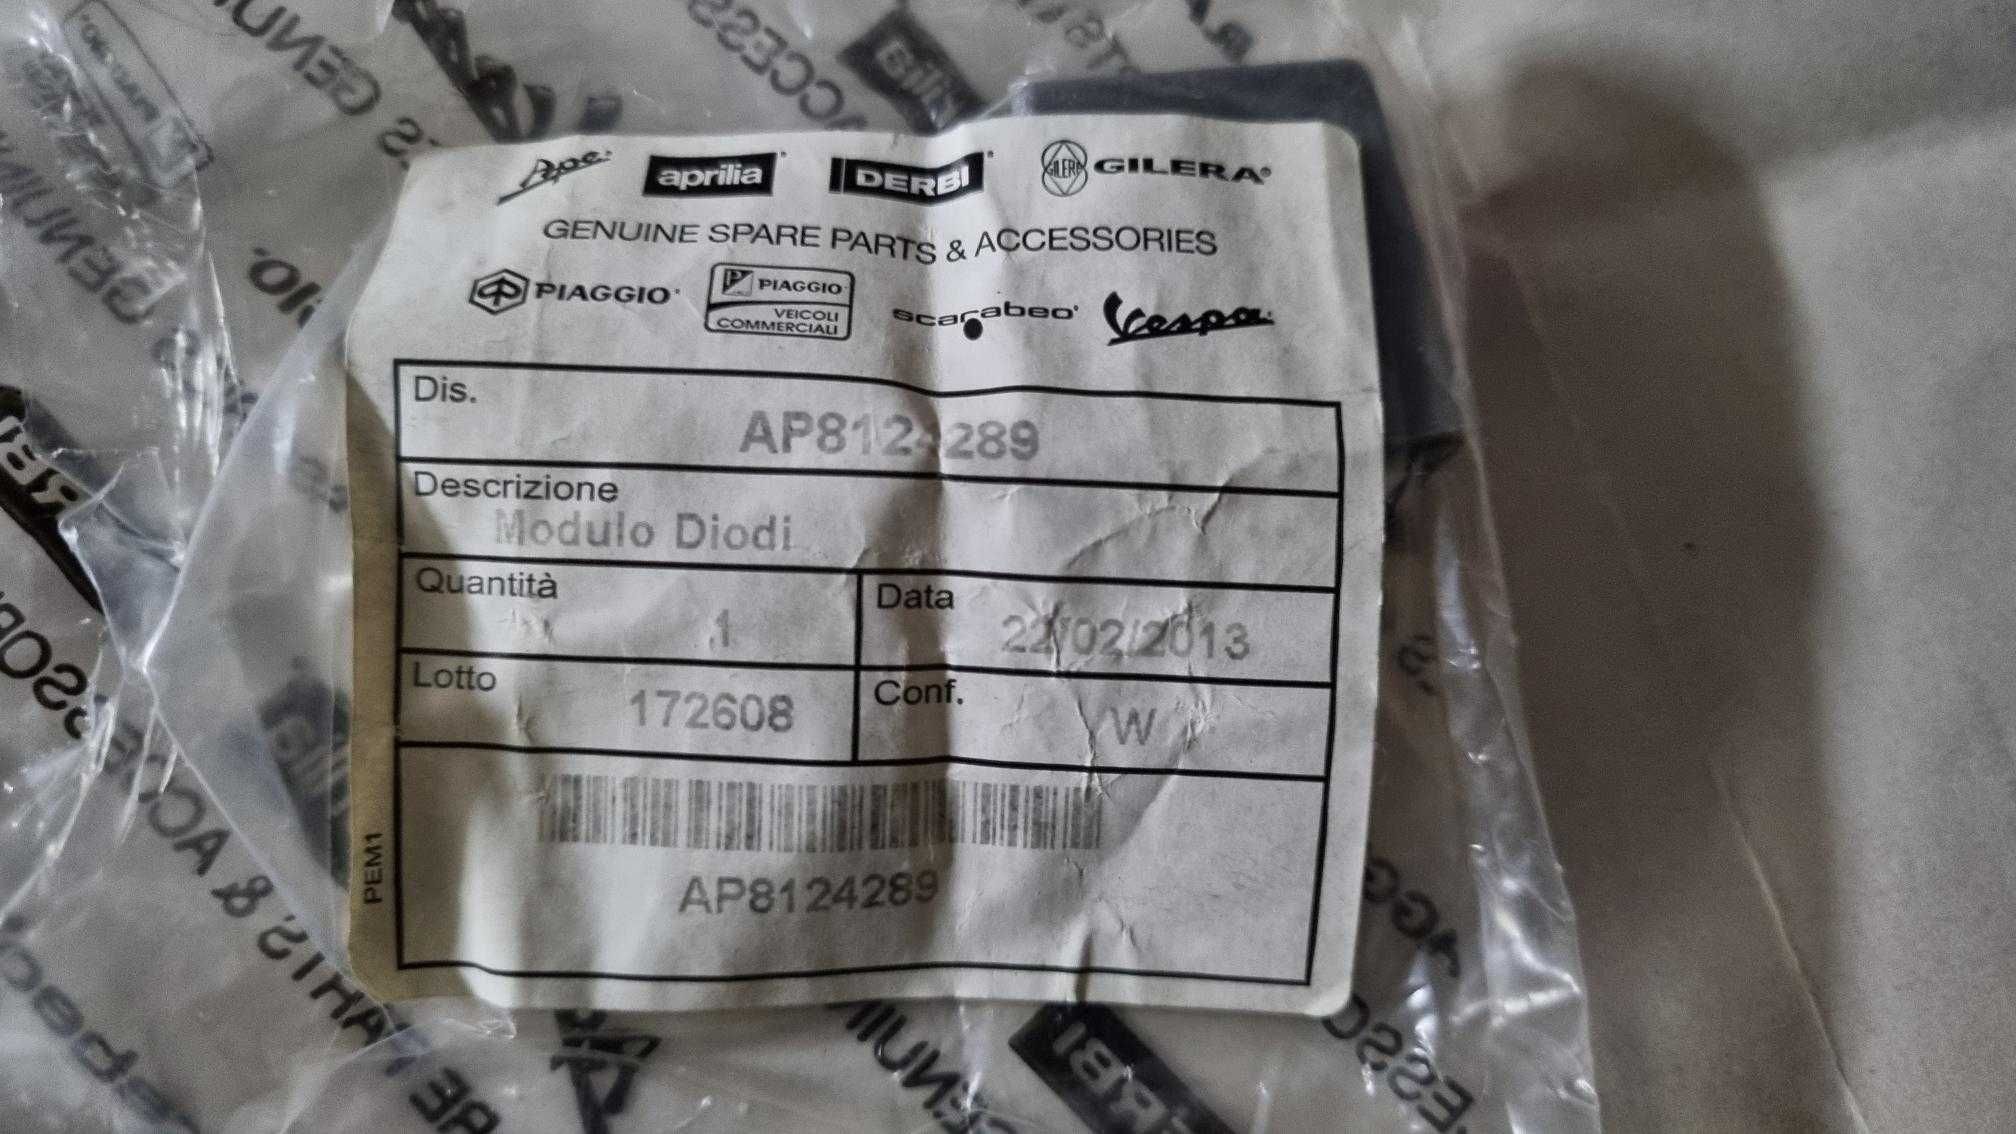 Ape
aprilia DERBI GILERA GILERA
GENUINE SPARE PARTS & ACCESSORIES
PIAGGIO PIAGGIO scarabeo Vespa
VEICOLI
COMMERCIALI
Dis.
AP8124289
Descrizione
Modulo Diodi
Quantità
1
Data
22/02/2013
Lotto
172608
Conf.
W
AP8124289
PEM1